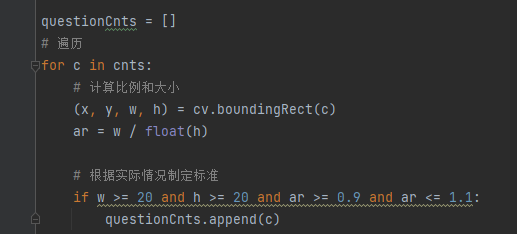 questionCnts = []
# 遍历
for c in cnts:
# 计算比例和大小
(x, y, w, h) = cv.boundingRect(c)
ar = w / float(h)
# 根据实际情况制定标准
if w >= 20 and h >= 20 and ar >= 0.9 and ar <= 1.1:
questionCnts.append(c)